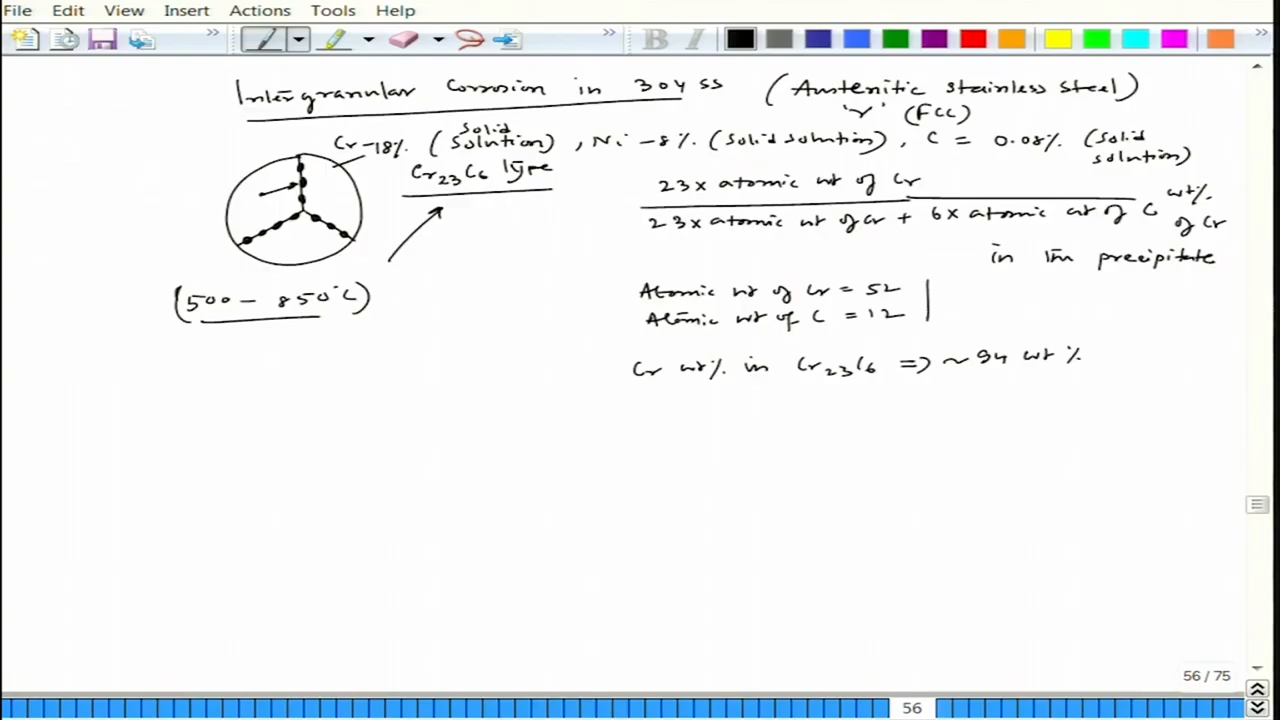 File Edit View Insert Actions Tools Help
Intergranular Corrosion in 304 SS (Austenitic stainless steel)
'γ' (FCC)
Cr-18% (Solid solution), Ni-8% (Solid solution), C = 0.08% (Solid solution)
Cr23C6 type
23x atomic wt of Cr
23x atomic wt of Cr + 6x atomic wt of C
wt% of Cr
in the precipitate
(500 - 850°C)
Atomic wt of Cr = 52
Atomic wt of C = 12
Cr wt% in Cr23C6 => ~94 wt %
56 / 75
56